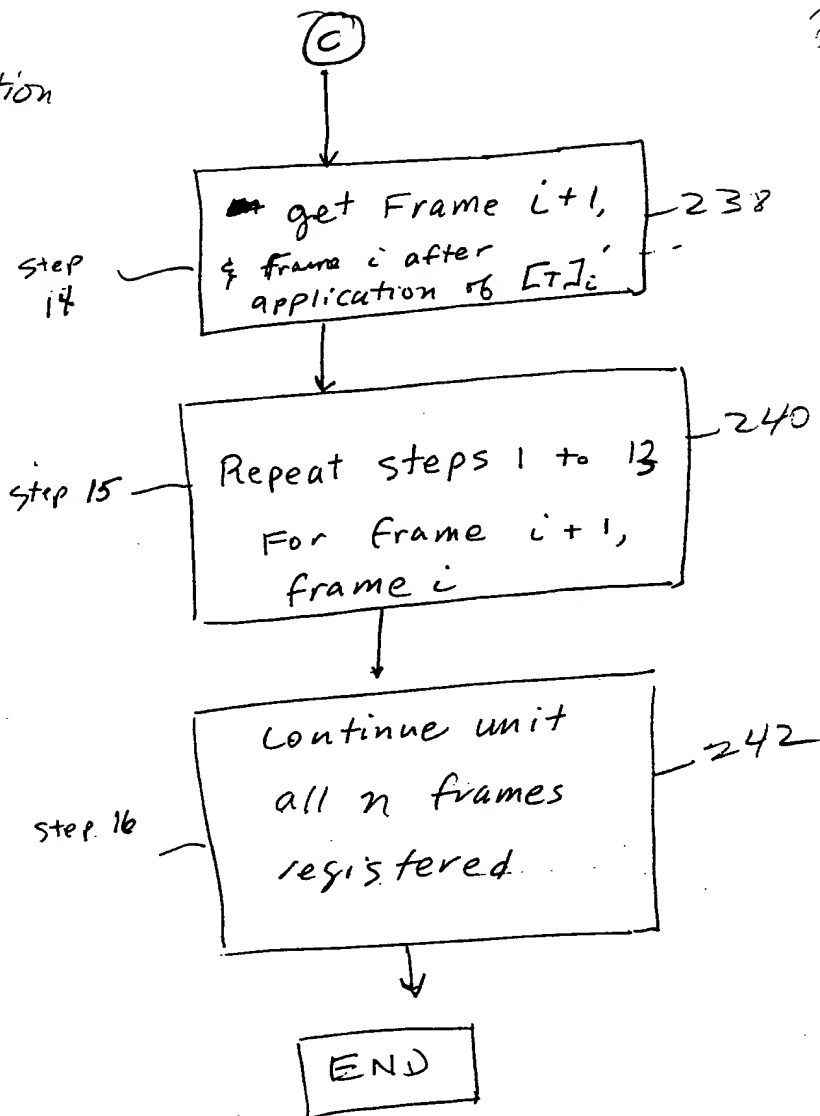 C
tion
get Frame i+1,
& frame i after
application of [T]i
238
step
14
Repeat steps 1 to 13
For frame i+1,
frame i
240
step 15
Continue unit
all n frames
registered
242
step. 16
END